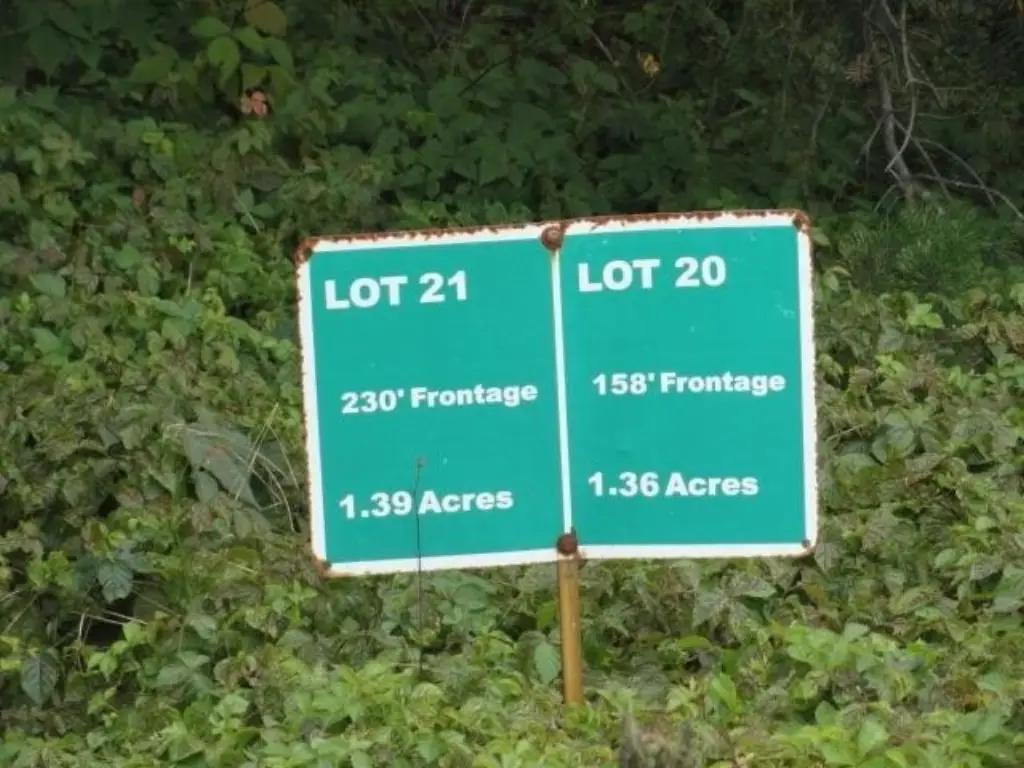 LOT 21
230' Frontage
1.39 Acres
LOT 20
158' Frontage
1.36 Acres